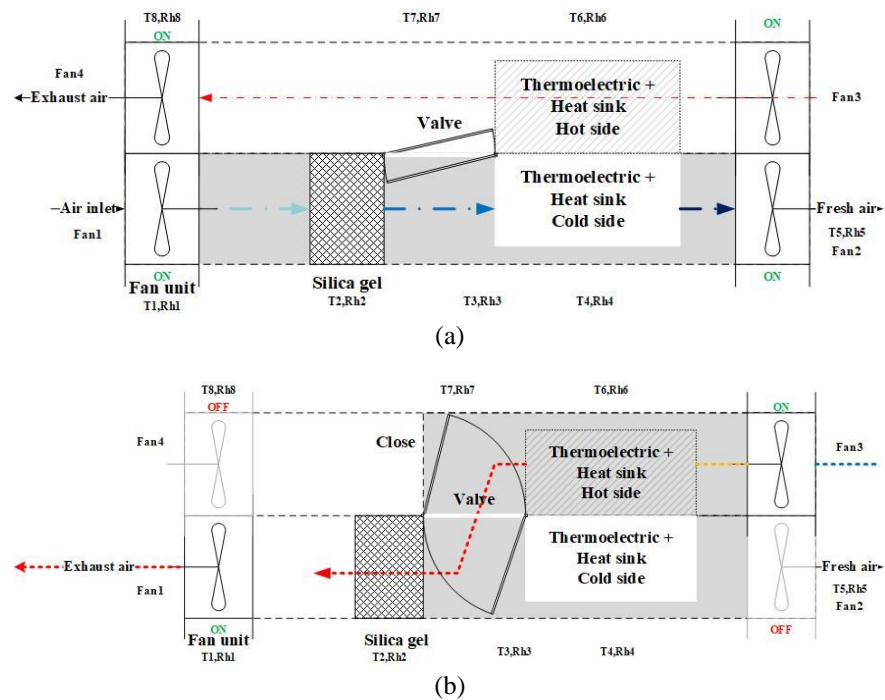 T8,Rh8
T7,Rh7
T6,Rh6
ON
ON
Fan4
Exhaust air
Valve
Thermoelectric +
Heat sink
Hot side
Fan3
Air inlet
Fan1
Thermoelectric +
Heat sink
Cold side
Fresh air
T5,Rh5
Fan2
ON
ON
Fan unit
T1,Rh1
Silica gel
T2,Rh2
T3,Rh3
T4,Rh4
(a)
T8,Rh8
T7,Rh7
T6,Rh6
OFF
ON
Fan4
Close
Thermoelectric +
Heat sink
Hot side
Fan3
Valve
Exhaust air
Fan1
Thermoelectric +
Heat sink
Cold side
Fresh air
T5,Rh5
Fan2
ON
OFF
Fan unit
T1,Rh1
Silica gel
T2,Rh2
T3,Rh3
T4,Rh4
(b)